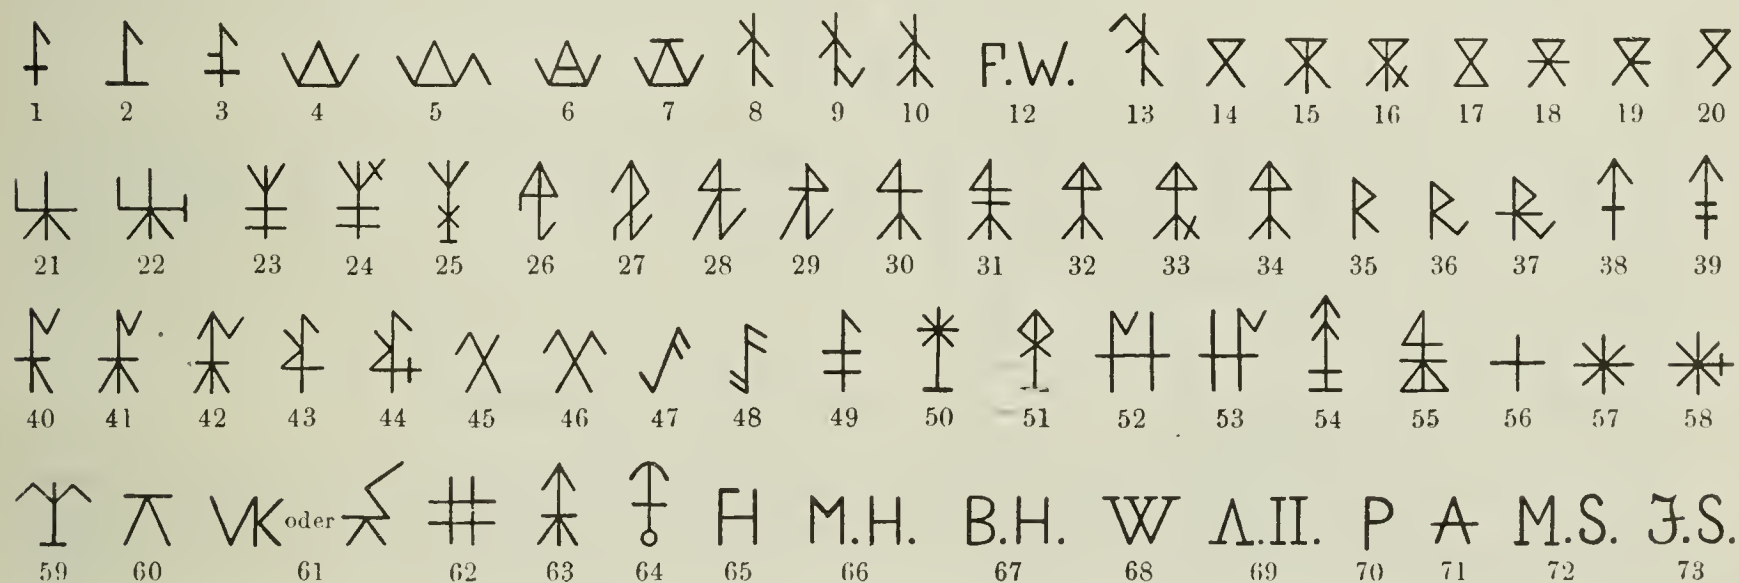 1 2 3 4 5 6 7 8 9 10 F.W. 12 13 14 15 16 17 18 19 20
21 22 23 24 25 26 27 28 29 30 31 32 33 34 35 36 37 38 39
40 41 42 43 44 45 46 47 48 49 50 51 52 53 54 55 56 57 58
VK oder H M.H. B.H. W Λ.II. P A M.S. J.S.
59 60 61 62 63 64 65 66 67 68 69 70 71 72 73